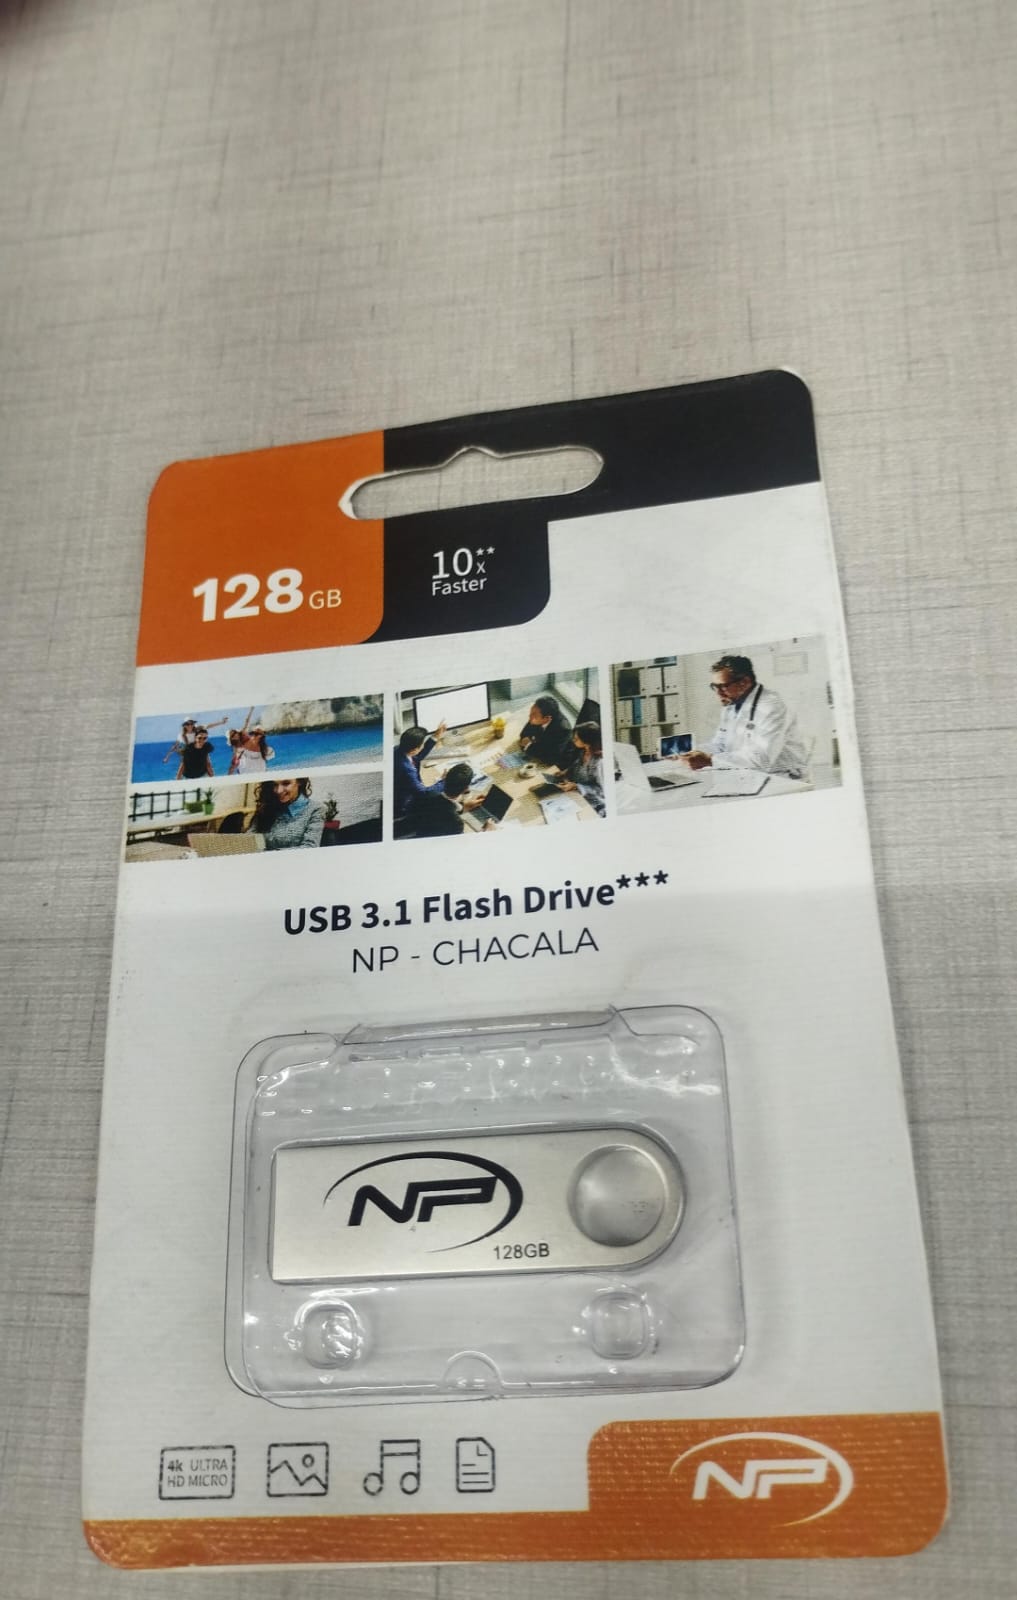 128 GB
10**
x
Faster
USB 3.1 Flash Drive***
NP - CHACALA
NP
128GB
4k ULTRA
HD MICRO
NP